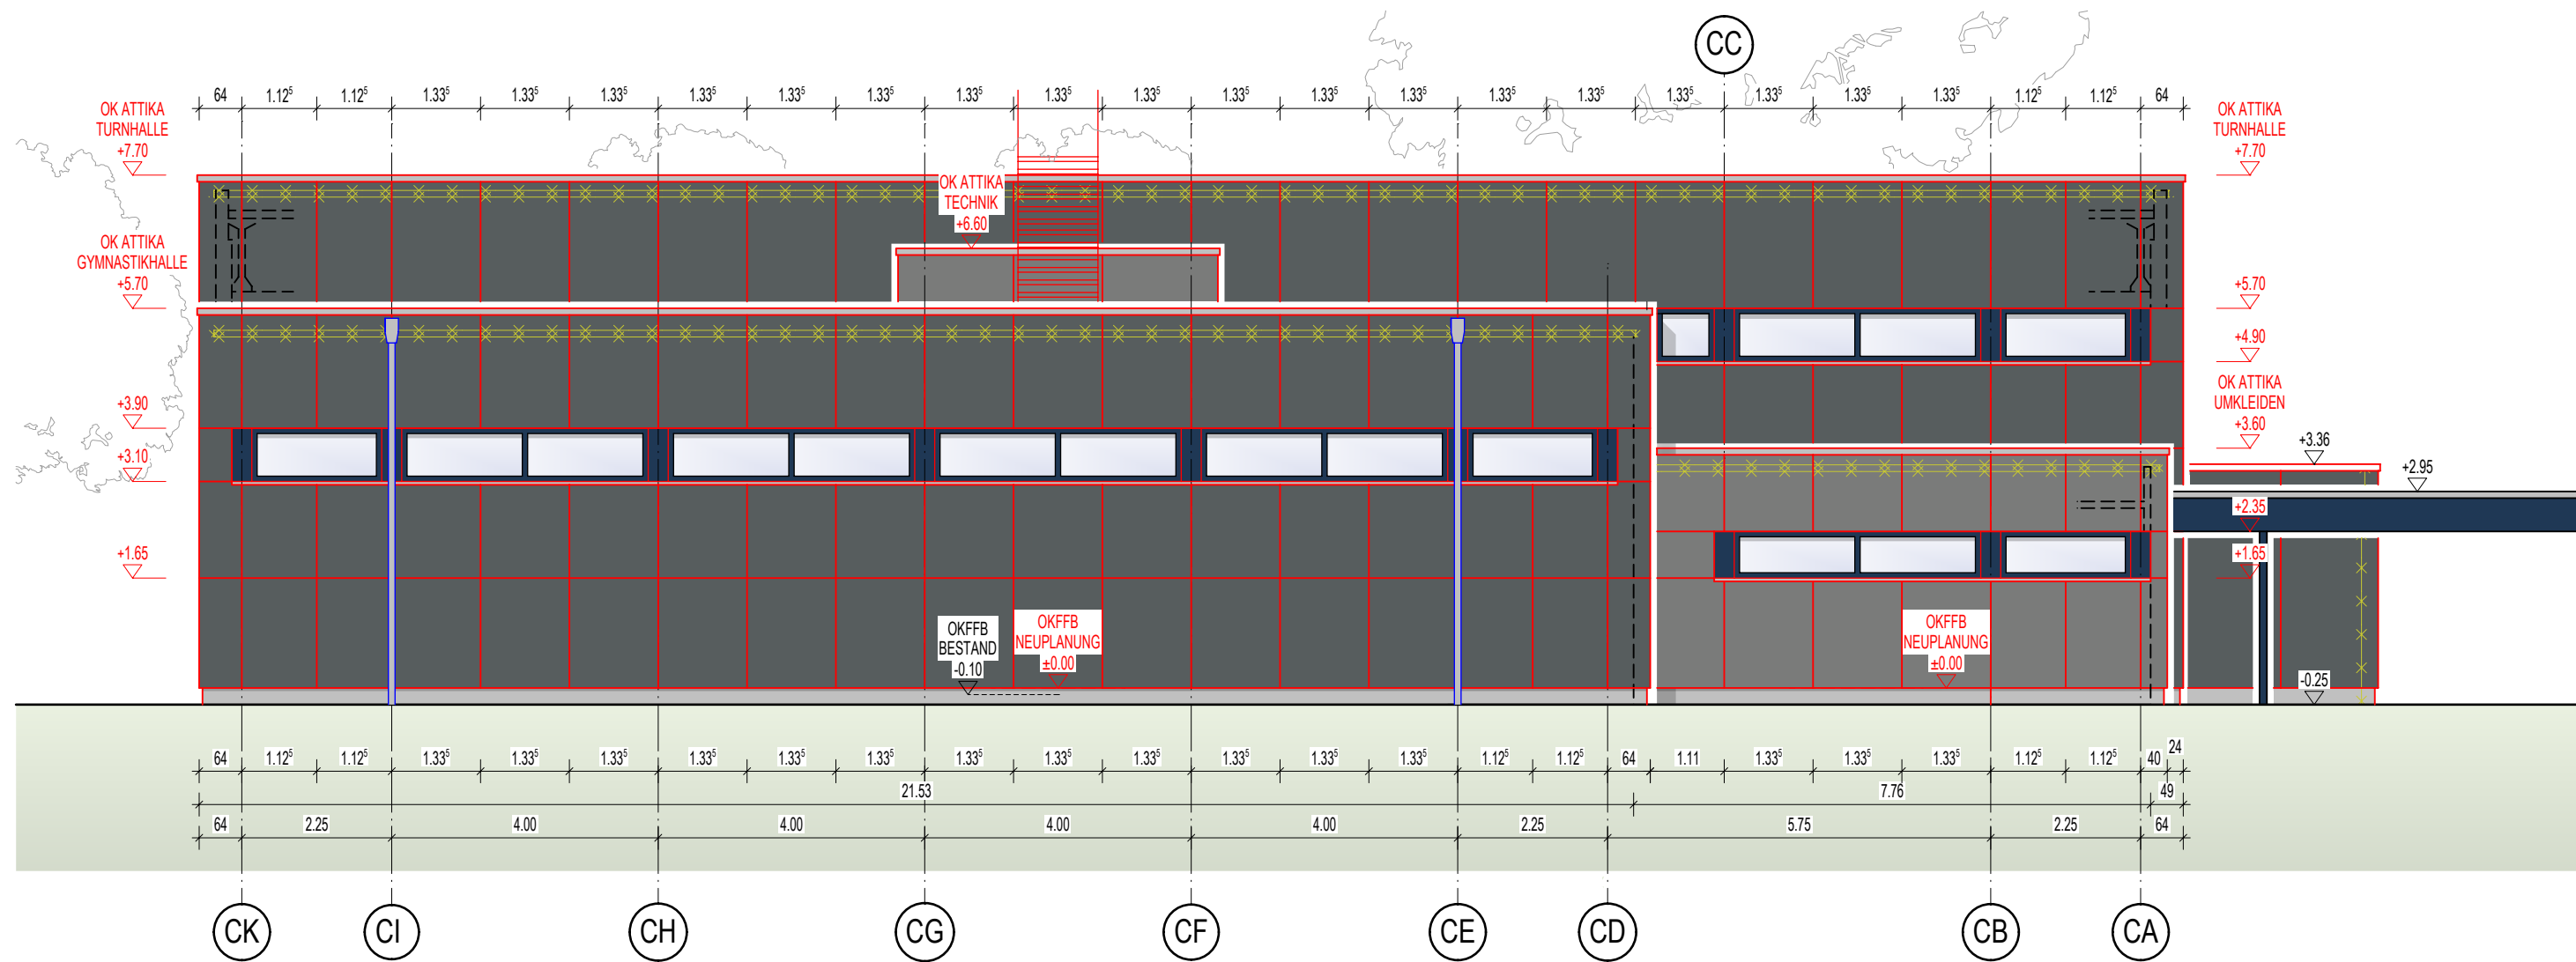 CC
64 1.12⁵ 1.12⁵ 1.33⁵ 1.33⁵ 1.33⁵ 1.33⁵ 1.33⁵ 1.33⁵ 1.33⁵ 1.33⁵ 1.33⁵ 1.33⁵ 1.33⁵ 1.33⁵ 1.33⁵ 1.33⁵ 1.33⁵ 1.33⁵ 1.33⁵ 1.33⁵ 1.12⁵ 1.12⁵ 64
OK ATTIKA
TURNHALLE
+7.70
OK ATTIKA
TURNHALLE
+7.70
OK ATTIKA
TECHNIK
+6.60
OK ATTIKA
GYMNASTIKHALLE
+5.70
+5.70
+4.90
OK ATTIKA
UMKLEIDEN
+3.60
+3.90
+3.10
+3.36
+2.95
+2.35
+1.65
+1.65
OKFFB
BESTAND
-0.10
OKFFB
NEUPLANUNG
±0.00
OKFFB
NEUPLANUNG
±0.00
-0.25
64 1.12⁵ 1.12⁵ 1.33⁵ 1.33⁵ 1.33⁵ 1.33⁵ 1.33⁵ 1.33⁵ 1.33⁵ 1.33⁵ 1.33⁵ 1.33⁵ 1.33⁵ 1.33⁵ 1.12⁵ 1.12⁵ 64 1.11 1.33⁵ 1.33⁵ 1.33⁵ 1.12⁵ 1.12⁵ 40 24
21.53 7.76 49
64 2.25 4.00 4.00 4.00 4.00 2.25 5.75 2.25 64
CK CI CH CG CF CE CD CB CA